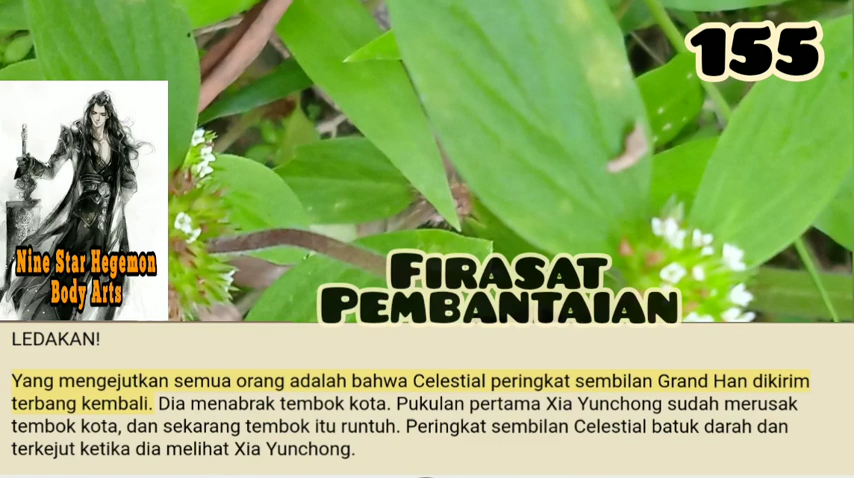 155
Nine Star Hegemon
Body Arts
FIRASAT
PEMBANTAIAN
LEDAKAN!
Yang mengejutkan semua orang adalah bahwa Celestial peringkat sembilan Grand Han dikirim
terbang kembali. Dia menabrak tembok kota. Pukulan pertama Xia Yunchong sudah merusak
tembok kota, dan sekarang tembok itu runtuh. Peringkat sembilan Celestial batuk darah dan
terkejut ketika dia melihat Xia Yunchong.